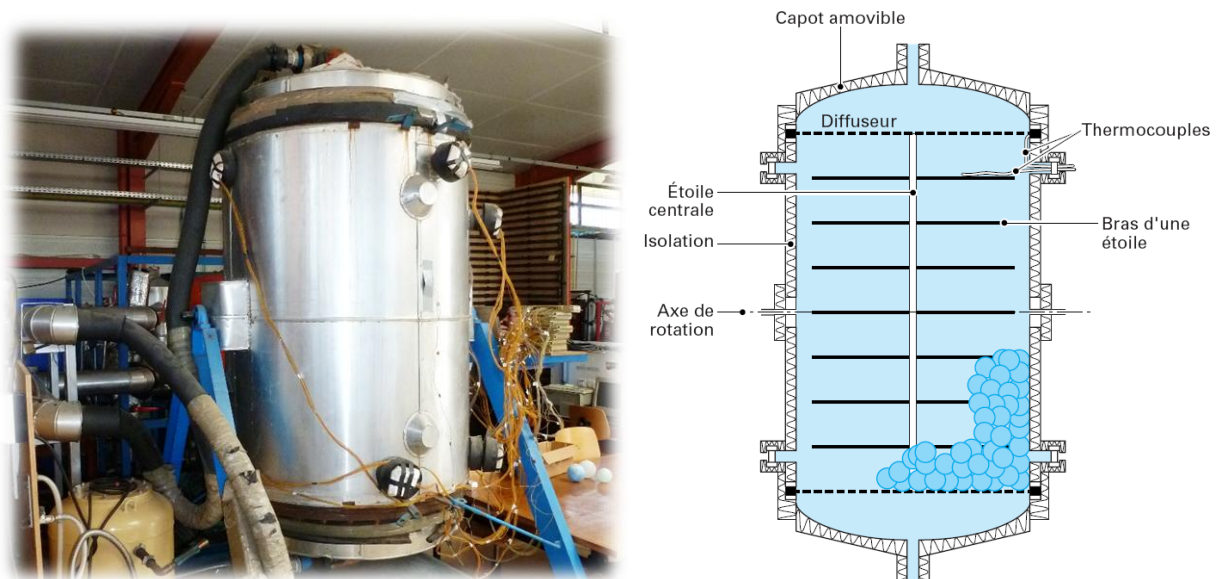 Capot amovible
Diffuseur
Thermocouples
Étoile
centrale
Bras d'une
étoile
Isolation
Axe de
rotation